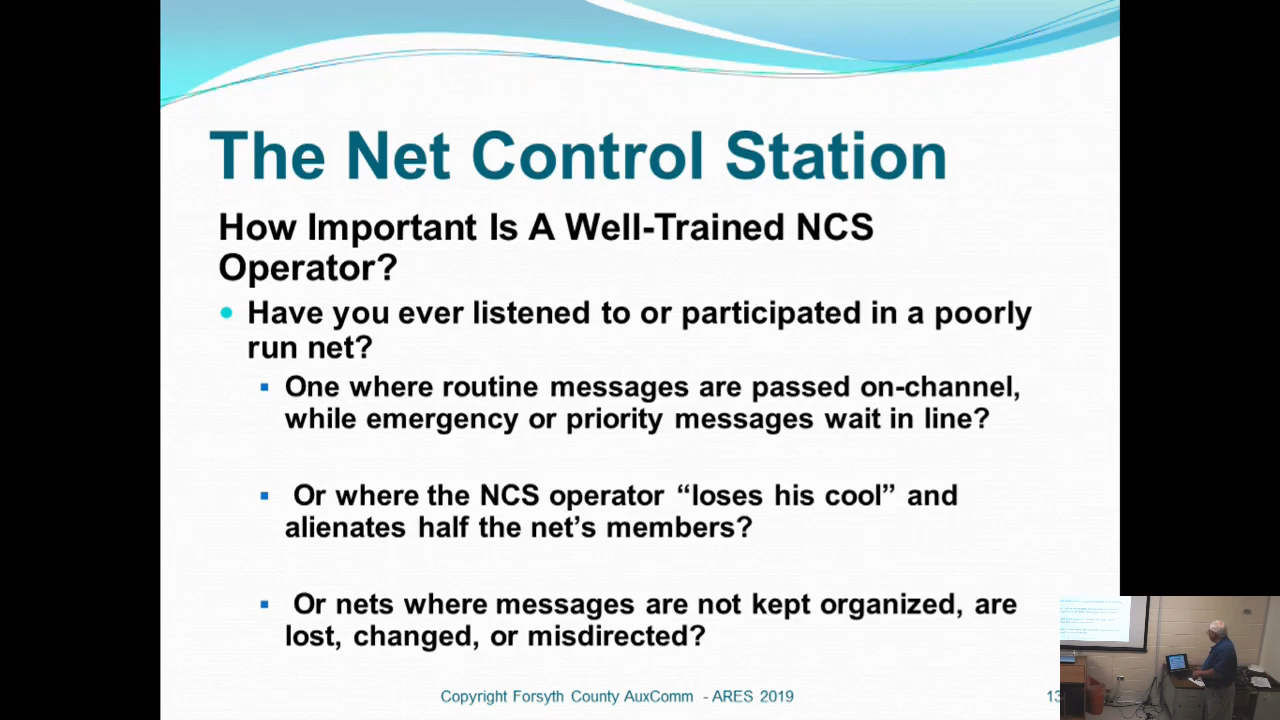 The Net Control Station
How Important Is A Well-Trained NCS
Operator?
• Have you ever listened to or participated in a poorly
run net?
▪ One where routine messages are passed on-channel,
while emergency or priority messages wait in line?
▪ Or where the NCS operator “loses his cool” and
alienates half the net’s members?
▪ Or nets where messages are not kept organized, are
lost, changed, or misdirected?
Copyright Forsyth County AuxComm - ARES 2019
13